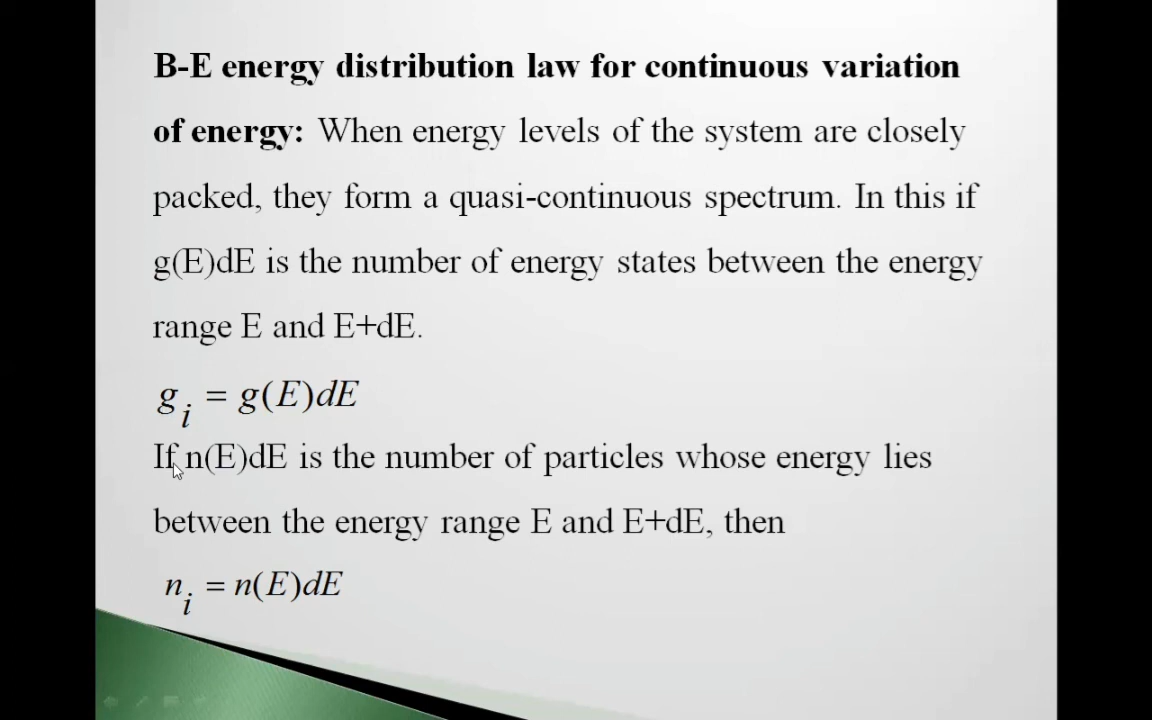 B-E energy distribution law for continuous variation
of energy: When energy levels of the system are closely
packed, they form a quasi-continuous spectrum. In this if
g(E)dE is the number of energy states between the energy
range E and E+dE.
g_i = g(E)dE
If n(E)dE is the number of particles whose energy lies
between the energy range E and E+dE, then
n_i = n(E)dE